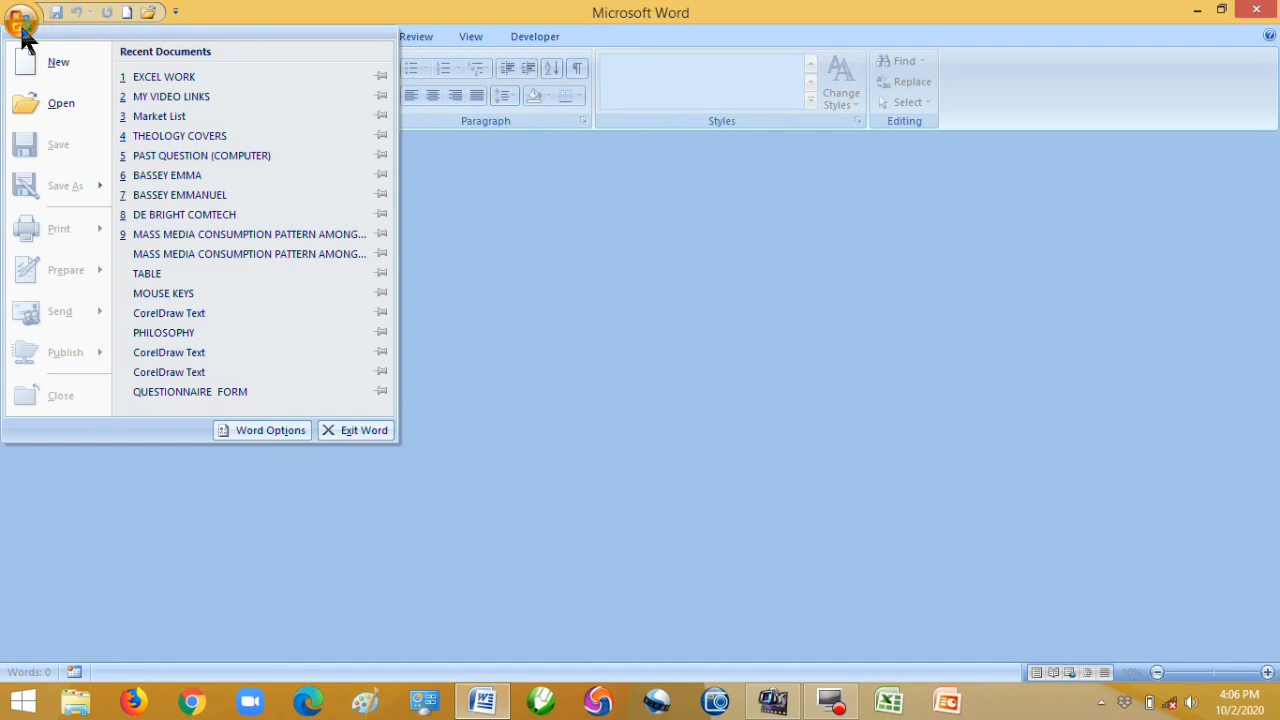 Microsoft Word
Review
View
Developer
Recent Documents
New
1 EXCEL WORK
2 MY VIDEO LINKS
Open
3 Market List
4 THEOLOGY COVERS
Save
5 PAST QUESTION (COMPUTER)
6 BASSEY EMMA
Save As
7 BASSEY EMMANUEL
8 DE BRIGHT COMTECH
Print
9 MASS MEDIA CONSUMPTION PATTERN AMONG...
MASS MEDIA CONSUMPTION PATTERN AMONG...
Prepare
TABLE
MOUSE KEYS
Send
CorelDraw Text
PHILOSOPHY
Publish
CorelDraw Text
CorelDraw Text
Close
QUESTIONNAIRE FORM
Word Options
Exit Word
Paragraph
Change
Styles
Styles
Find
Replace
Select
Editing
Words: 0
10%
4:06 PM
10/2/2020